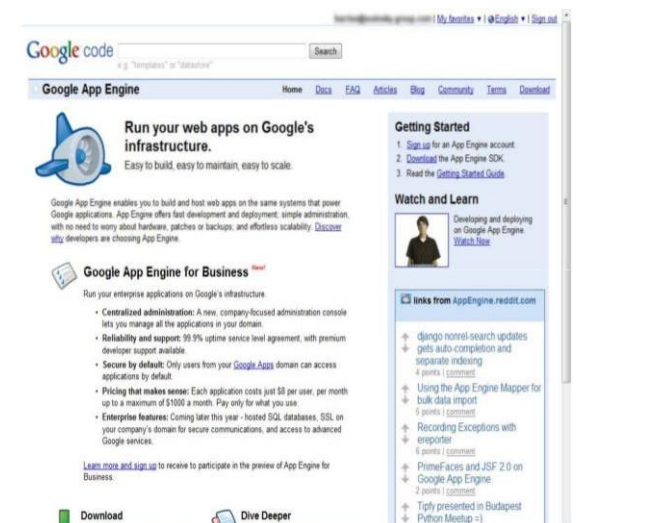 My favorites ▼ | English ▼ | Sign out
Google code
Search
e.g. "templates" or "datastore"
Google App Engine
Home Docs FAQ Articles Blog Community Terms Download
Run your web apps on Google's
infrastructure.
Easy to build, easy to maintain, easy to scale.
Google App Engine enables you to build and host web apps on the same systems that power
Google applications. App Engine offers fast development and deployment; simple administration,
with no need to worry about hardware, patches or backups; and effortless scalability. Discover
why developers are choosing App Engine.
Google App Engine for Business New!
Run your enterprise applications on Google's infrastructure.
• Centralized administration: A new, company-focused administration console
lets you manage all the applications in your domain.
• Reliability and support: 99.9% uptime service level agreement, with premium
developer support available.
• Secure by default: Only users from your Google Apps domain can access
applications by default.
• Pricing that makes sense: Each application costs just $8 per user, per month
up to a maximum of $1000 a month. Pay only for what you use.
• Enterprise features: Coming later this year - hosted SQL databases, SSL on
your company's domain for secure communications, and access to advanced
Google services.
Learn more and sign up to receive to participate in the preview of App Engine for
Business.
Download
Dive Deeper
Getting Started
1. Sign up for an App Engine account.
2. Download the App Engine SDK.
3. Read the Getting Started Guide.
Watch and Learn
Developing and deploying
on Google App Engine.
Watch Now
links from AppEngine.reddit.com
django nonrel-search updates
gets auto-completion and
separate indexing
4 points | comment
Using the App Engine Mapper for
bulk data import
6 points | comment
Recording Exceptions with
ereporter
6 points | comment
PrimeFaces and JSF 2.0 on
Google App Engine
2 points | comment
Tipfy presented in Budapest
Python Meetup =)